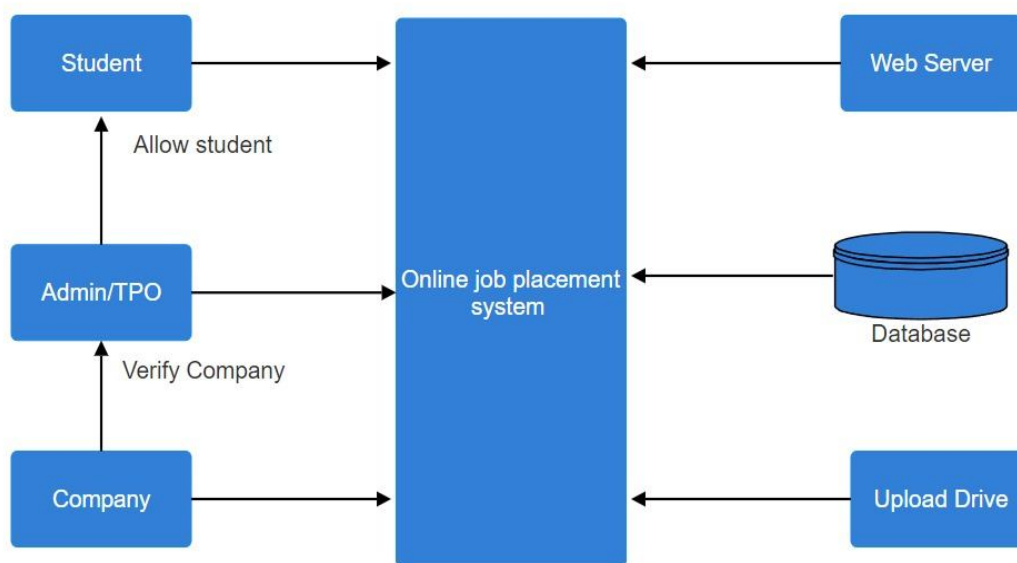 Student
Web Server
Allow student
Admin/TPO
Online job placement
system
Database
Verify Company
Company
Upload Drive